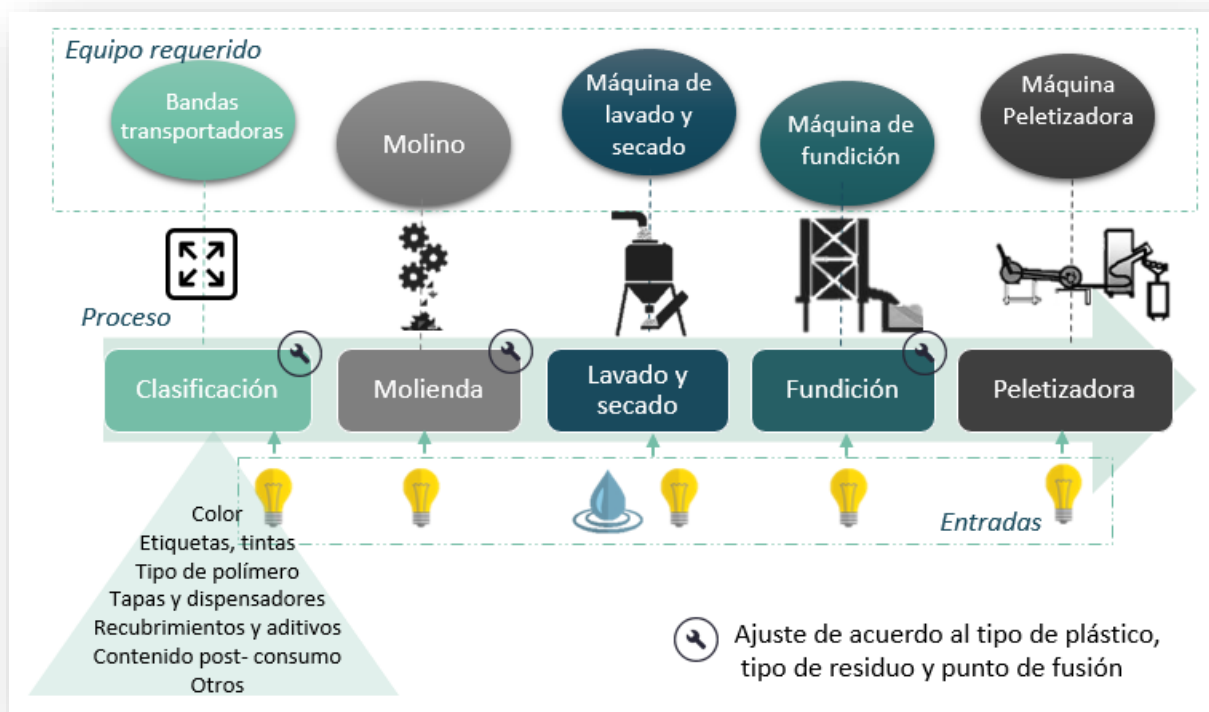 Equipo requerido
Bandas
transportadoras
Molino
Máquina de
lavado y
secado
Máquina de
fundición
Máquina
Peletizadora
Proceso
Clasificación
Molienda
Lavado y
secado
Fundición
Peletizadora
Entradas
Color
Etiquetas, tintas
Tipo de polímero
Tapas y dispensadores
Recubrimientos y aditivos
Contenido post- consumo
Otros
Ajuste de acuerdo al tipo de plástico,
tipo de residuo y punto de fusión